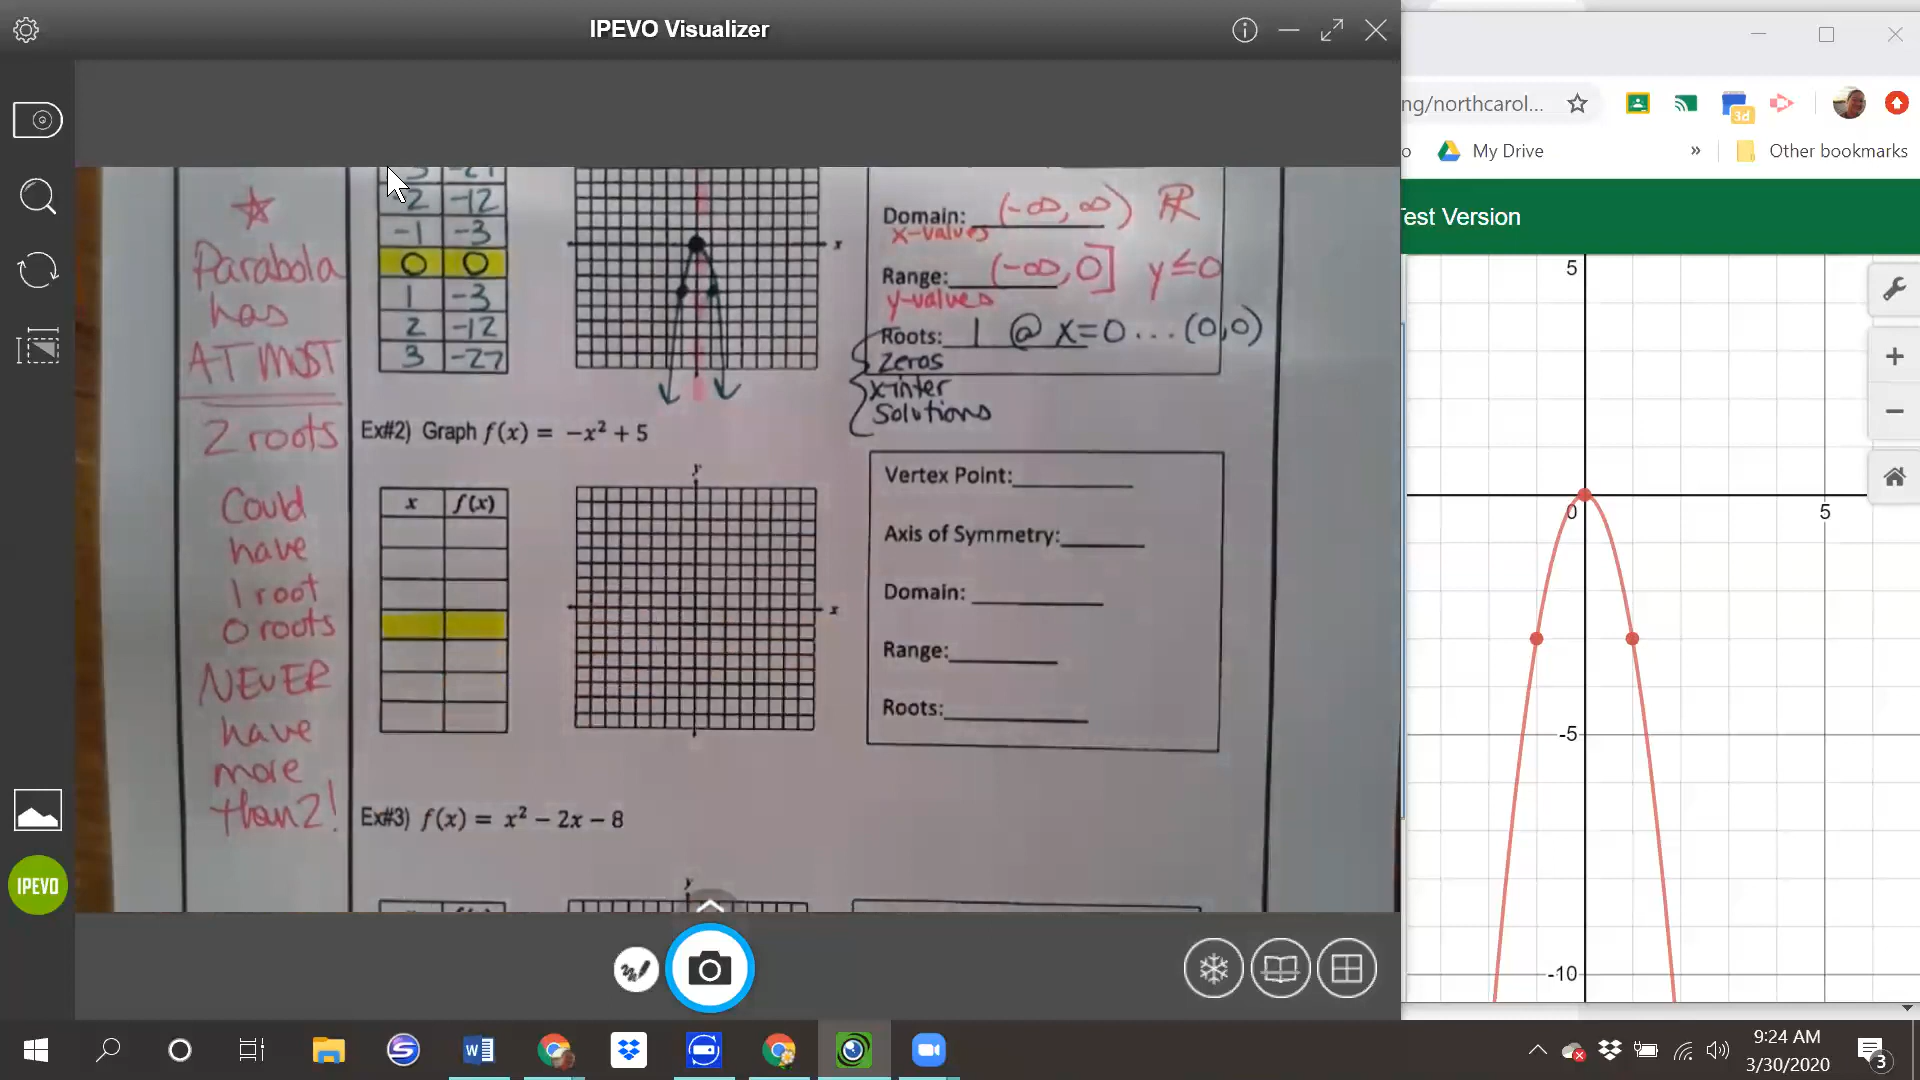 IPEVO Visualizer
★
Parabola
has
AT MOST
2 roots
Could
have
1 root
0 roots
NEVER
have
more
than 2!
-2 -12
-1 -3
0 0
1 -3
2 -12
3 -27
x
Domain: (-∞, ∞) ℝ
x-values
Range: (-∞, 0] y≤0
y-values
Roots: 1 @ x=0 ... (0,0)
Zeros
x-inter
Solutions
Ex#2) Graph f(x) = −x² + 5
x f(x)
y
x
Vertex Point:
Axis of Symmetry:
Domain:
Range:
Roots:
Ex#3) f(x) = x² − 2x − 8
y
IPEVO
ng/northcarol...
3d
o My Drive » Other bookmarks
Test Version
5
0 5
-5
-10
9:24 AM
3/30/2020
3